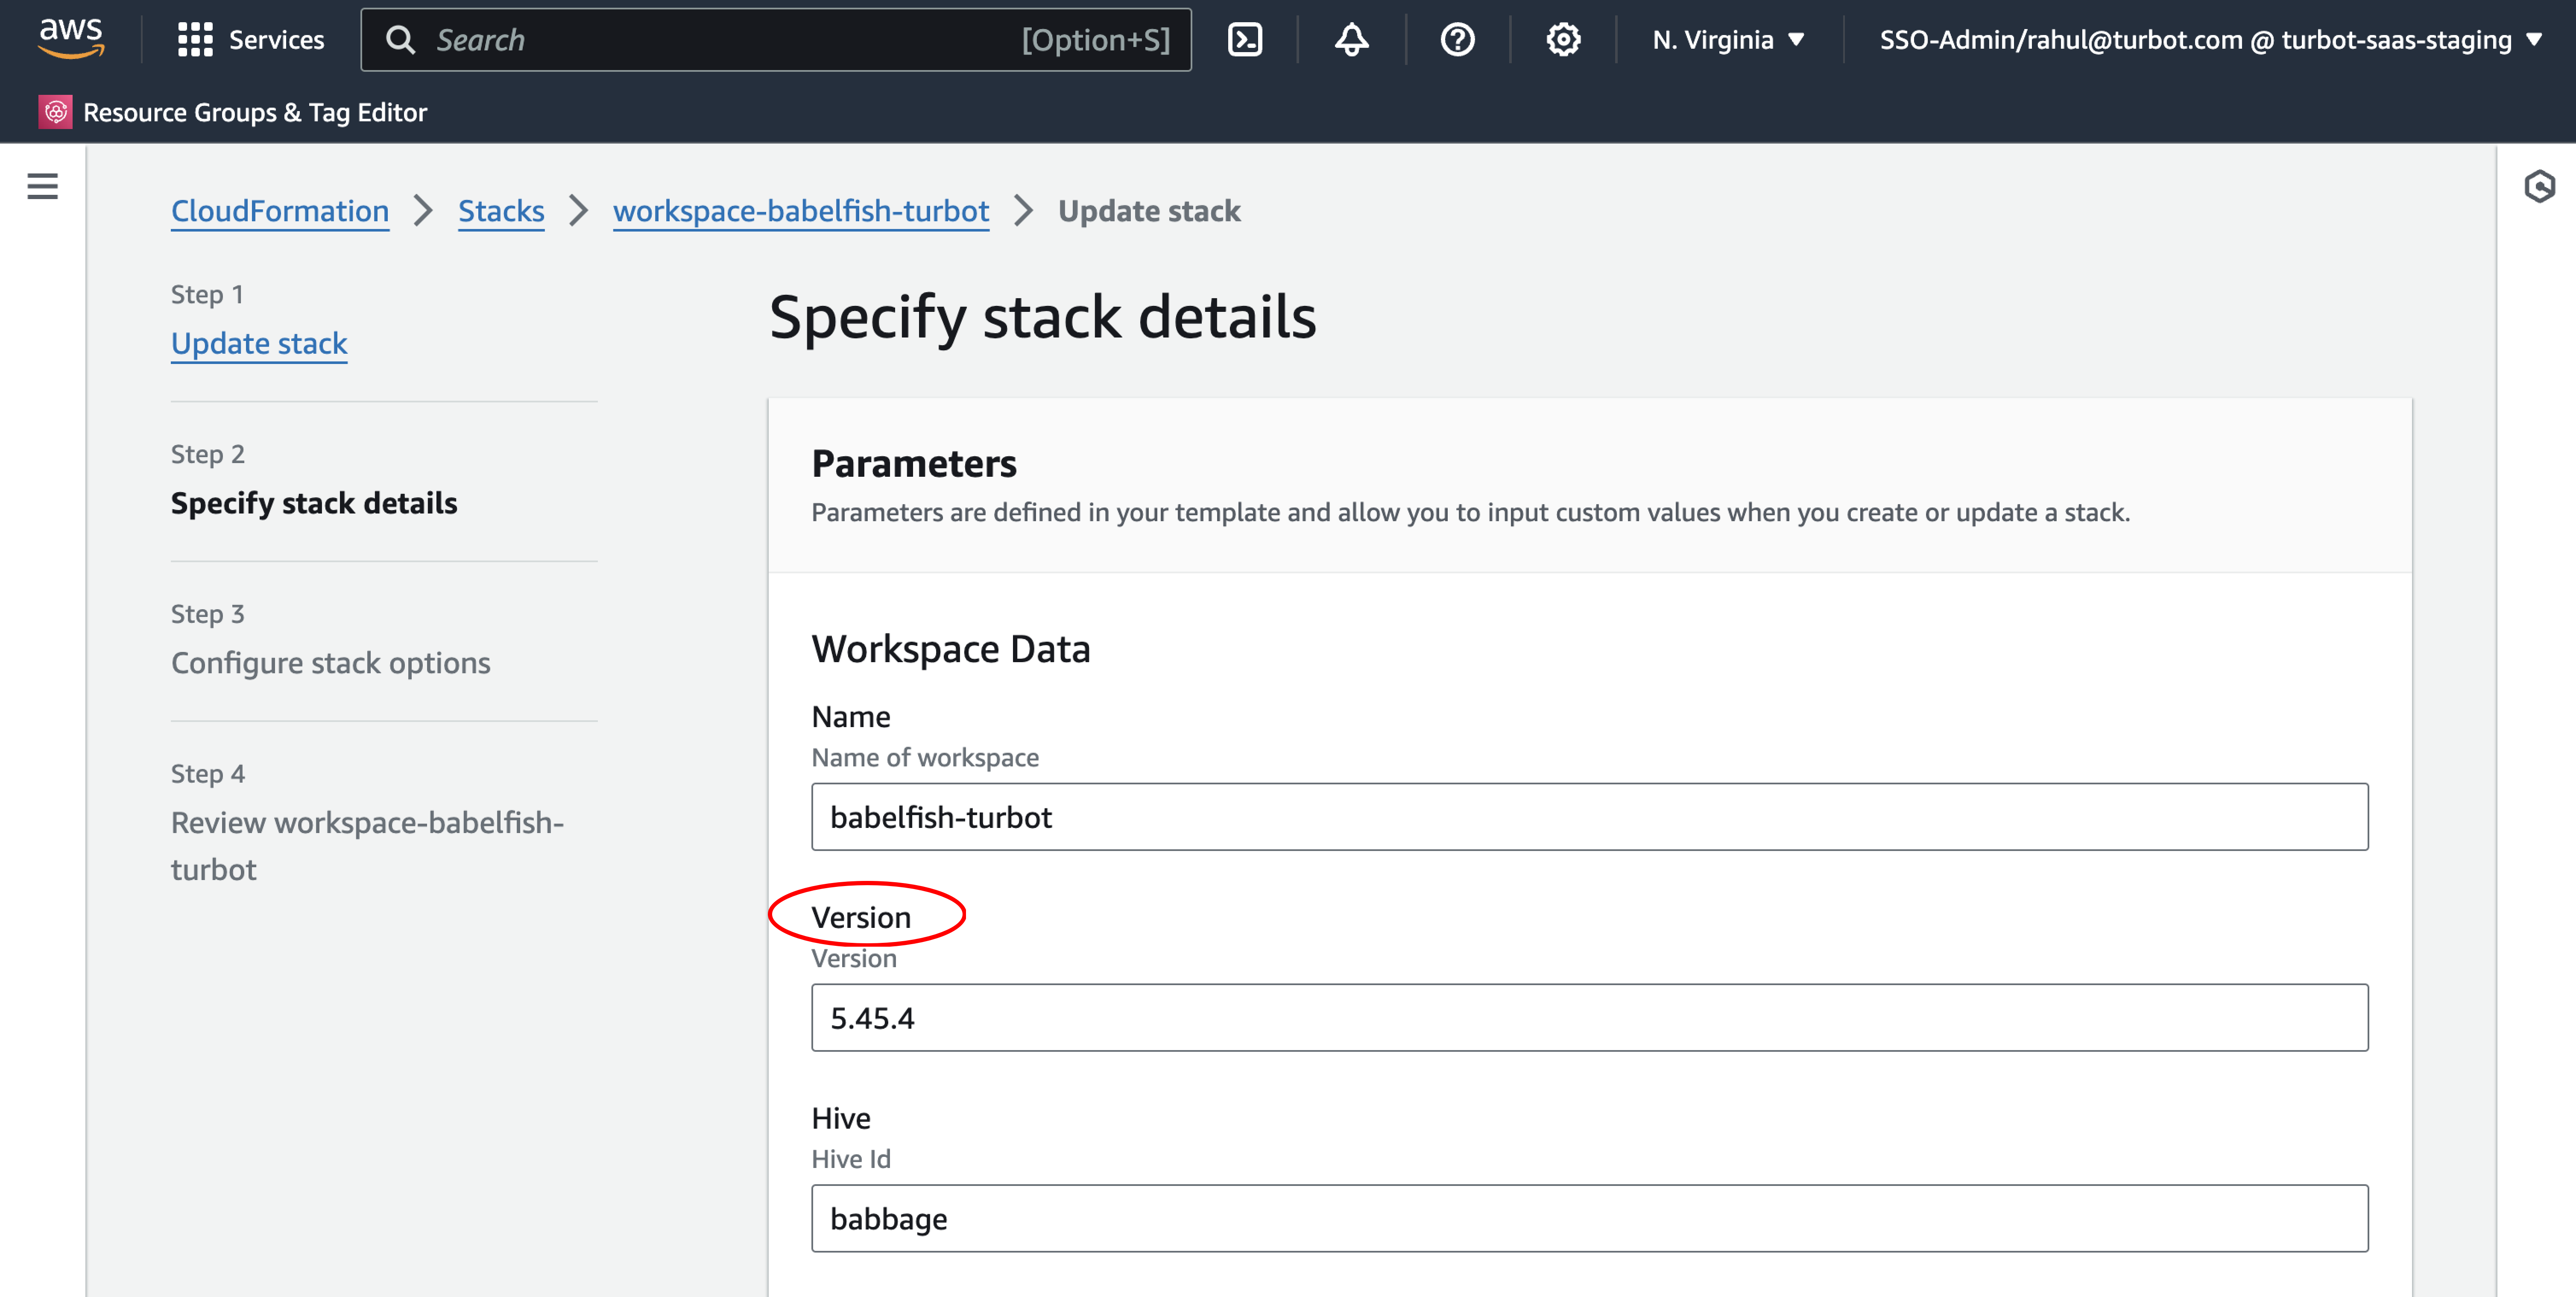 aws
Services
Search
[Option+S]
N. Virginia
SSO-Admin/rahul@turbot.com @ turbot-saas-staging
Resource Groups & Tag Editor
CloudFormation
Stacks
workspace-babelfish-turbot
Update stack
Step 1
Update stack
Step 2
Specify stack details
Step 3
Configure stack options
Step 4
Review workspace-babelfish-
turbot
Specify stack details
Parameters
Parameters are defined in your template and allow you to input custom values when you create or update a stack.
Workspace Data
Name
Name of workspace
babelfish-turbot
Version
Version
5.45.4
Hive
Hive Id
babbage